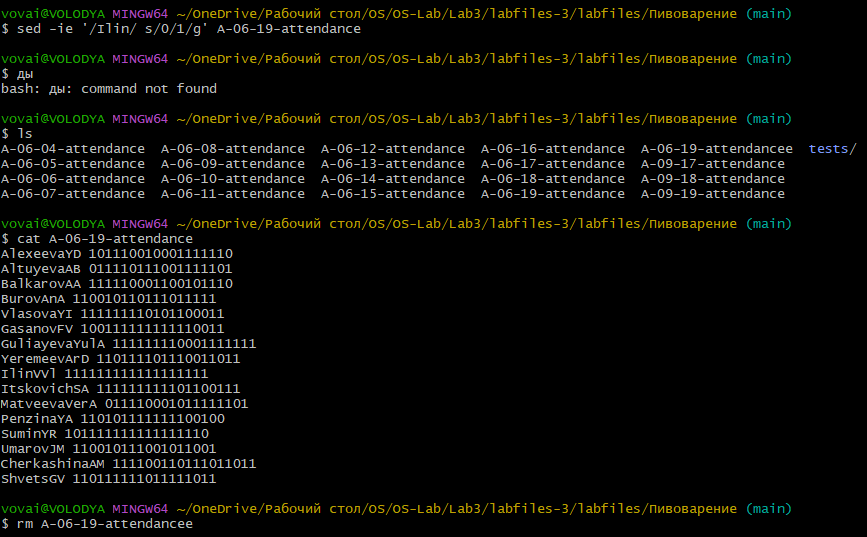 vovai@VOLODYA MINGW64 ~/OneDrive/Рабочий стол/OS/OS-Lab/Lab3/labfiles-3/labfiles/Пивоварение (main)
$ sed -ie '/Ilin/ s/0/1/g' A-06-19-attendance
vovai@VOLODYA MINGW64 ~/OneDrive/Рабочий стол/OS/OS-Lab/Lab3/labfiles-3/labfiles/Пивоварение (main)
$ ды
bash: ды: command not found
vovai@VOLODYA MINGW64 ~/OneDrive/Рабочий стол/OS/OS-Lab/Lab3/labfiles-3/labfiles/Пивоварение (main)
$ ls
A-06-04-attendance A-06-08-attendance A-06-12-attendance A-06-16-attendance A-06-19-attendancee tests/
A-06-05-attendance A-06-09-attendance A-06-13-attendance A-06-17-attendance A-09-17-attendance
A-06-06-attendance A-06-10-attendance A-06-14-attendance A-06-18-attendance A-09-18-attendance
A-06-07-attendance A-06-11-attendance A-06-15-attendance A-06-19-attendance A-09-19-attendance
vovai@VOLODYA MINGW64 ~/OneDrive/Рабочий стол/OS/OS-Lab/Lab3/labfiles-3/labfiles/Пивоварение (main)
$ cat A-06-19-attendance
AlexeevaYD 101110010001111110
AltuyevaAB 011110111001111101
BalkarovAA 111110001100101110
BurovAnA 110010110111011111
VlasovaYI 111111110101100011
GasanovFV 100111111111110011
GuliayevaYulA 111111110001111111
YeremeevArD 110111101110011011
IlinVVl 111111111111111111
ItskovichSA 111111111101100111
MatveevaVerA 011110001011111101
PenzinaYA 110101111111100100
SuminYR 101111111111111110
UmarovJM 110010111001011001
CherkashinaAM 111100110111011011
ShvetsGV 110111111011111011
vovai@VOLODYA MINGW64 ~/OneDrive/Рабочий стол/OS/OS-Lab/Lab3/labfiles-3/labfiles/Пивоварение (main)
$ rm A-06-19-attendancee